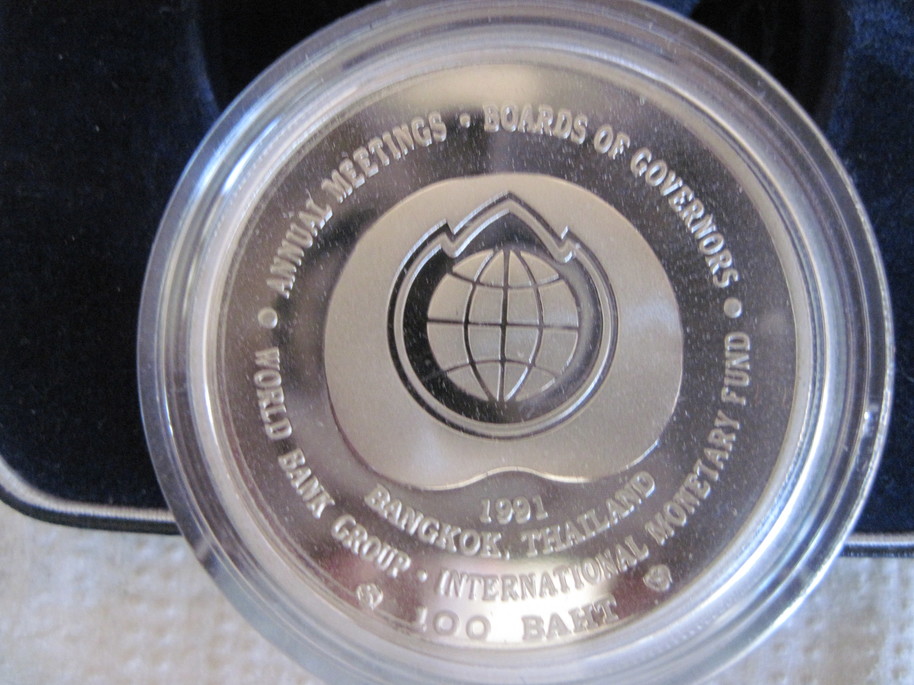 ANNUAL MEETINGS • BOARDS OF GOVERNORS
WORLD BANK GROUP • INTERNATIONAL MONETARY FUND
1991
BANGKOK, THAILAND
100 BAHT